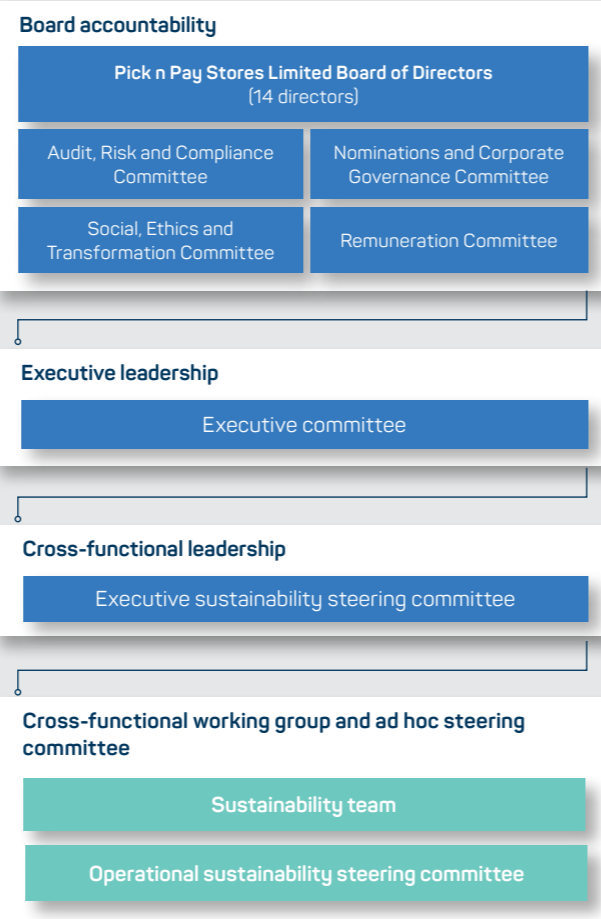 Board accountability
Pick n Pay Stores Limited Board of Directors
(14 directors)
Audit, Risk and Compliance
Committee
Nominations and Corporate
Governance Committee
Social, Ethics and
Transformation Committee
Remuneration Committee
Executive leadership
Executive committee
Cross-functional leadership
Executive sustainability steering committee
Cross-functional working group and ad hoc steering
committee
Sustainability team
Operational sustainability steering committee